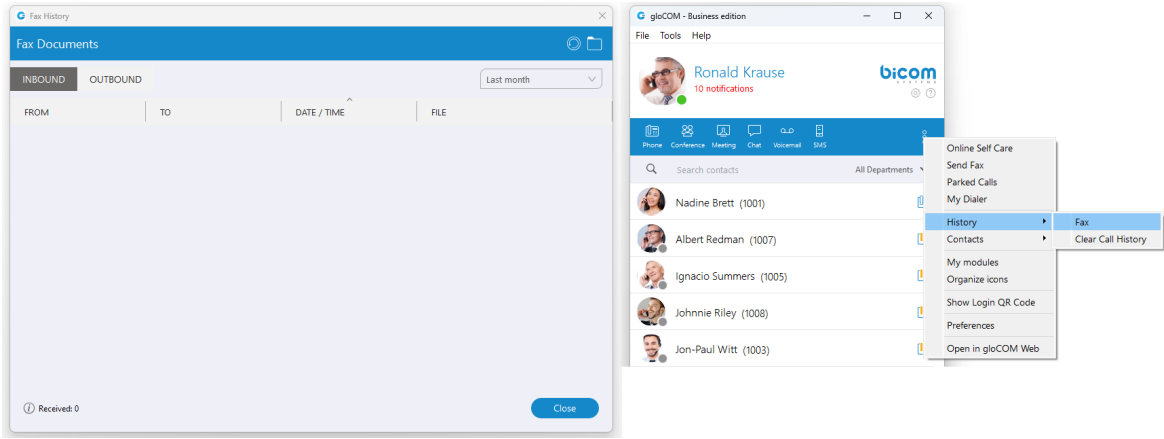 Fax History
Fax Documents
INBOUND OUTBOUND Last month
FROM TO DATE / TIME FILE
Received: 0 Close
gloCOM - Business edition
File Tools Help
Ronald Krause
10 notifications
bicom
SYSTEMS
Phone Conference Meeting Chat Voicemail SMS
Search contacts All Departments
Nadine Brett (1001)
Albert Redman (1007)
Ignacio Summers (1005)
Johnnie Riley (1008)
Jon-Paul Witt (1003)
Online Self Care
Send Fax
Parked Calls
My Dialer
History
Contacts
My modules
Organize icons
Show Login QR Code
Preferences
Open in gloCOM Web
Fax
Clear Call History